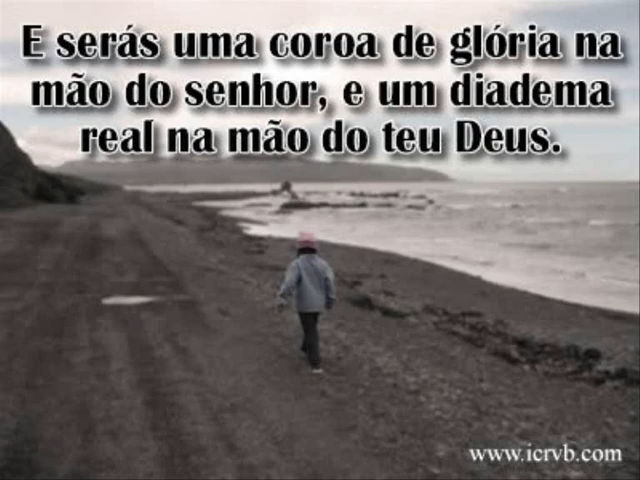 E serás uma coroa de glória na
mão do senhor, e um diadema
real na mão do teu Deus.
www.icrvb.com